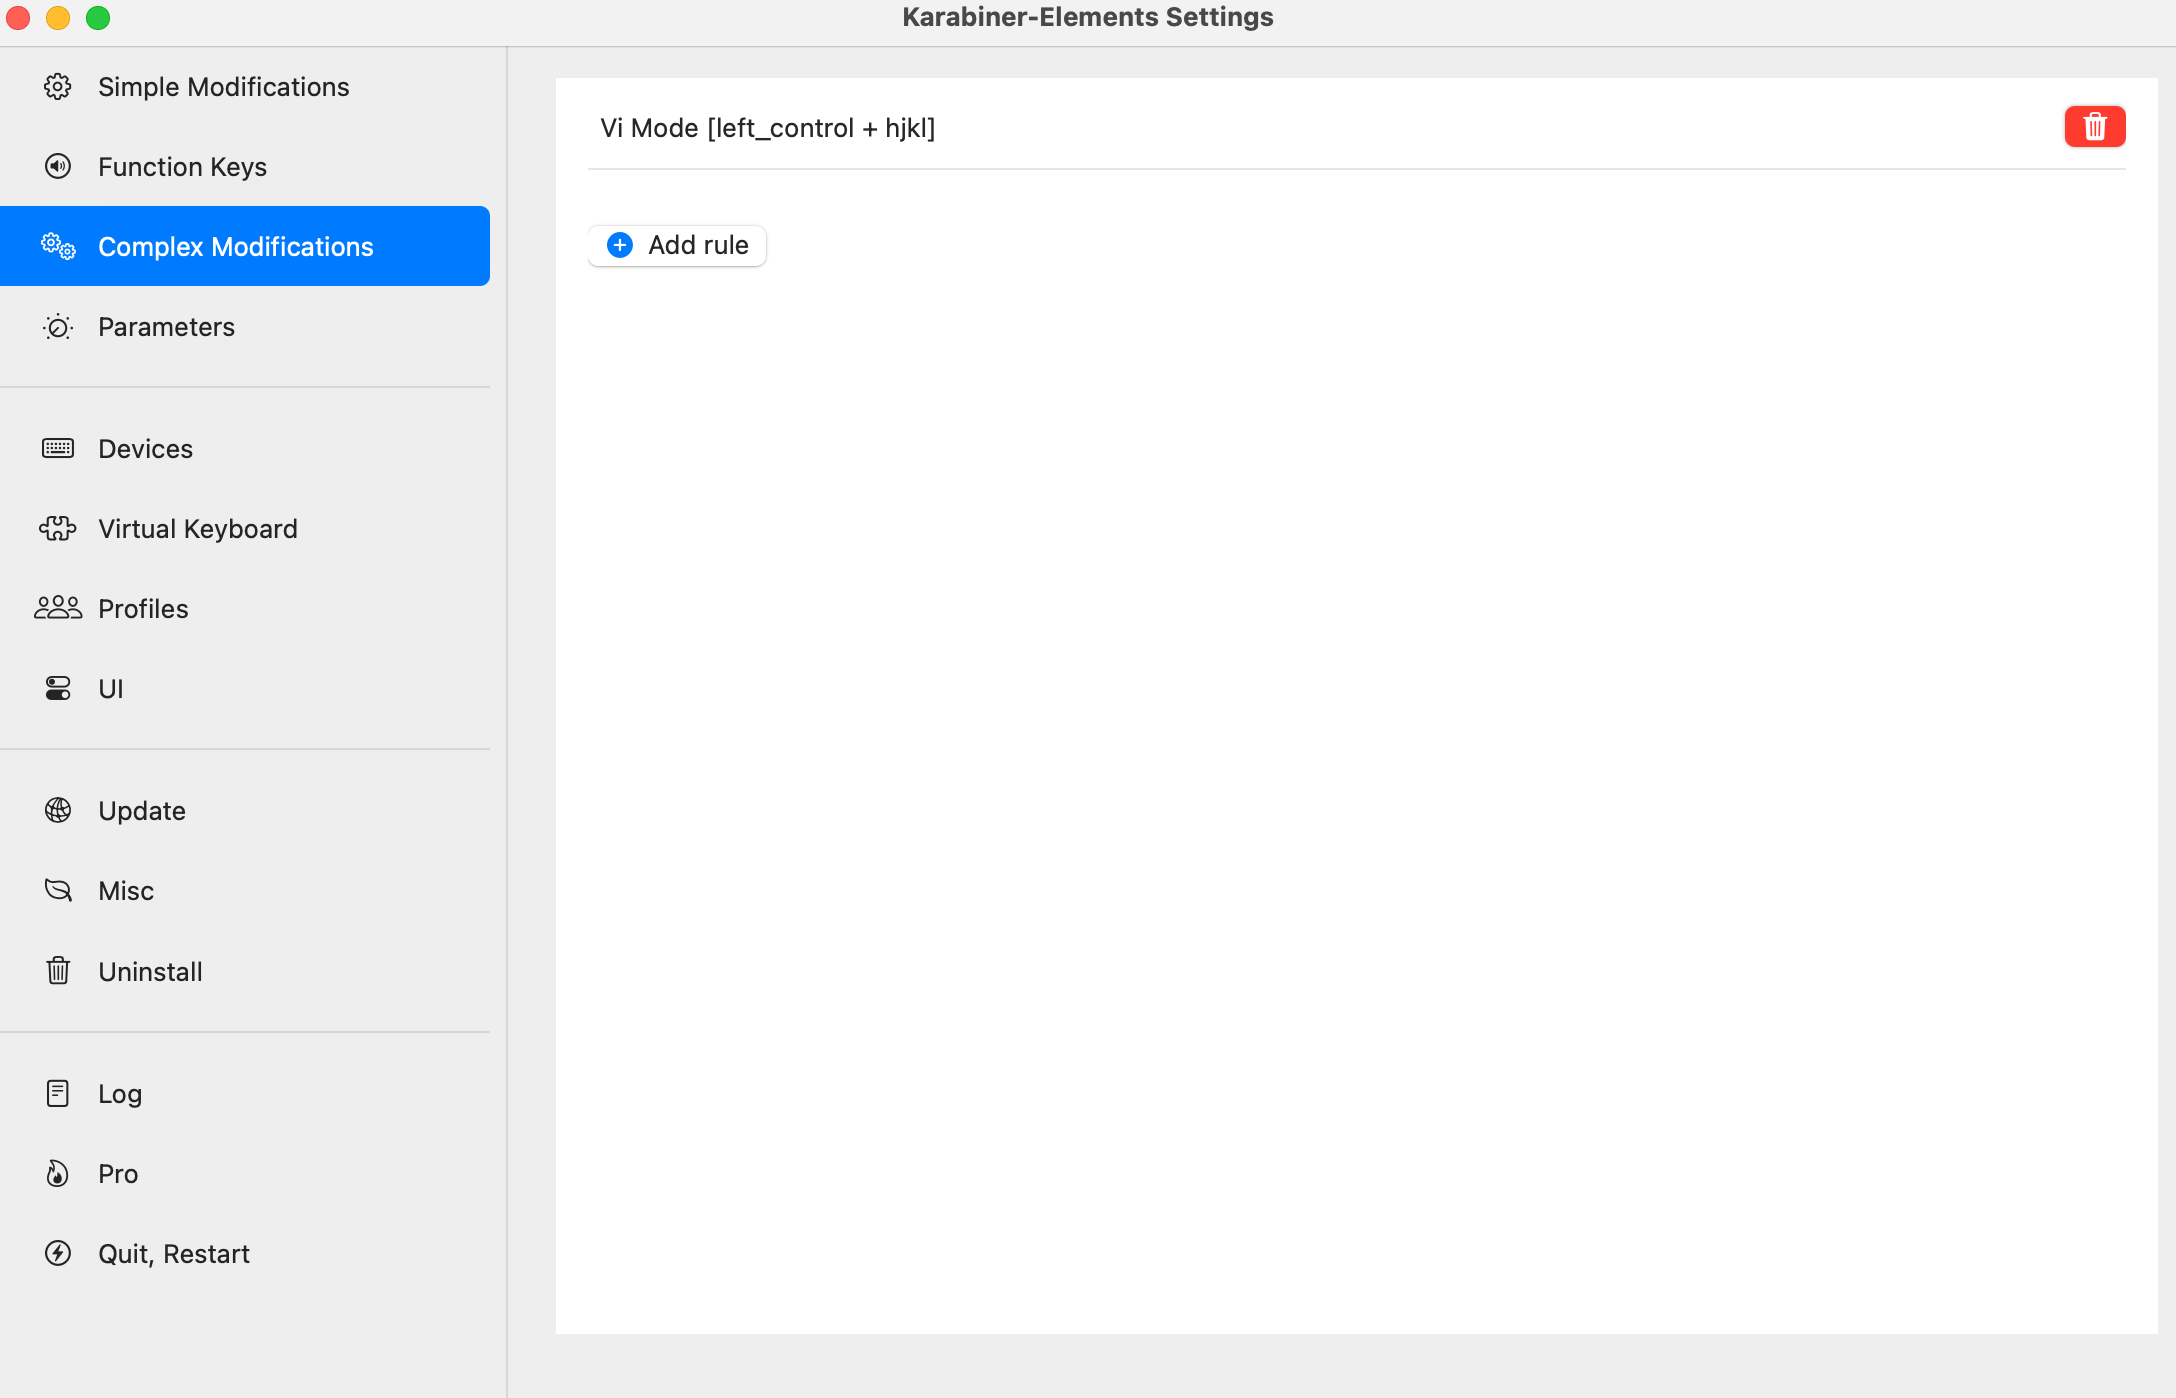 Karabiner-Elements Settings
Simple Modifications
Function Keys
Complex Modifications
Parameters
Devices
Virtual Keyboard
Profiles
UI
Update
Misc
Uninstall
Log
Pro
Quit, Restart
Vi Mode [left_control + hjkl]
Add rule